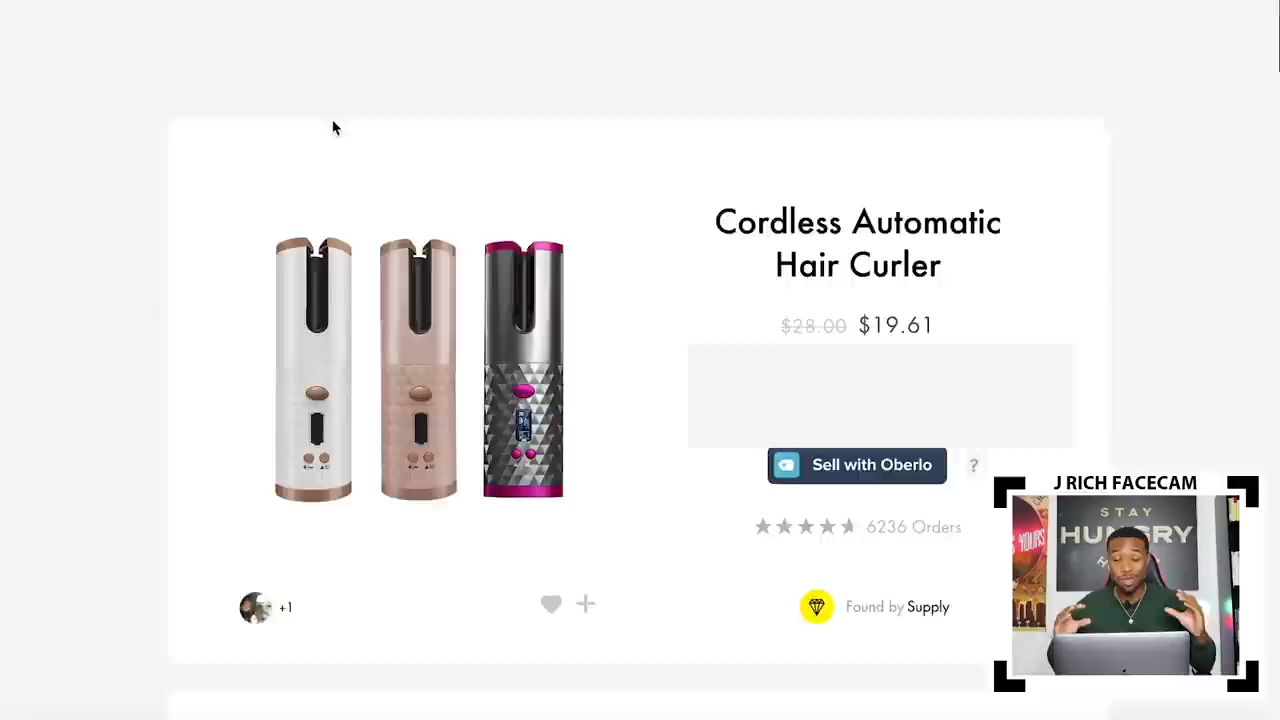 Cordless Automatic
Hair Curler
$28.00 $19.61
Sell with Oberlo
?
6236 Orders
+1
Found by Supply
J RICH FACECAM
STAY
HUNGRY
YOURS